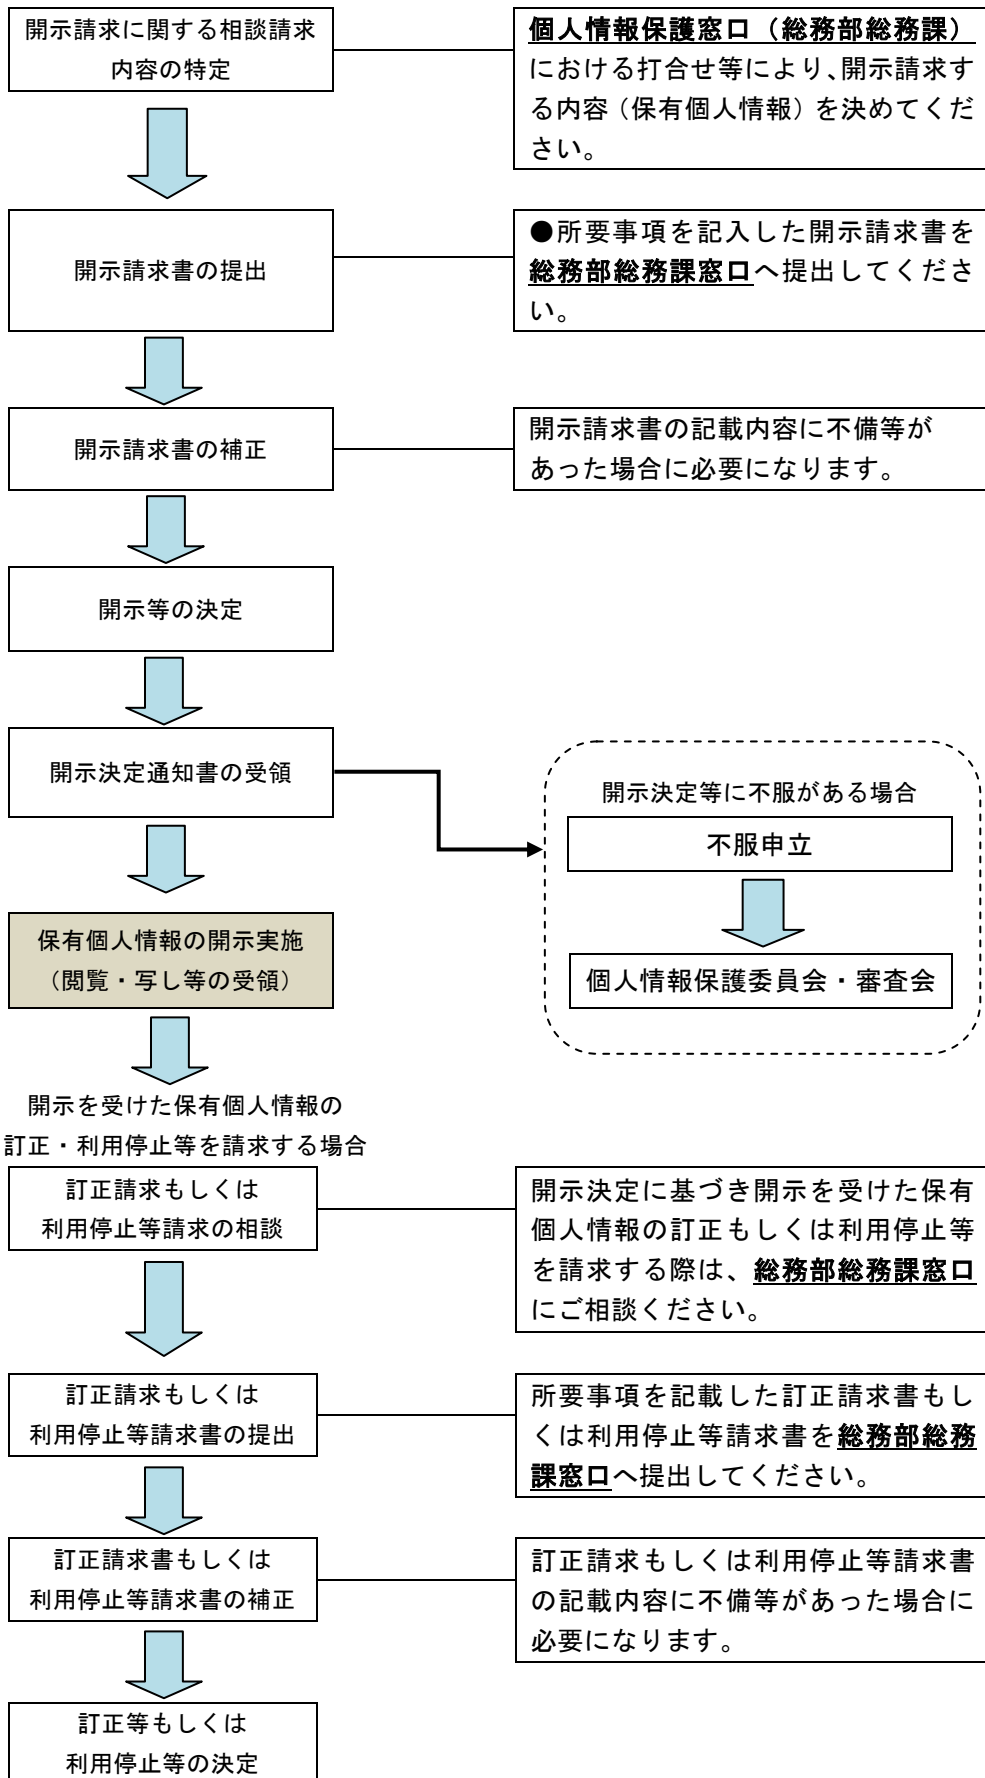 開示請求に関する相談請求
内容の特定
個人情報保護窓口（総務部総務課）
における打合せ等により、開示請求す
る内容（保有個人情報）を決めてくだ
さい。
開示請求書の提出
●所要事項を記入した開示請求書を
総務部総務課窓口へ提出してくださ
い。
開示請求書の補正
開示請求書の記載内容に不備等が
あった場合に必要になります。
開示等の決定
開示決定通知書の受領
開示決定等に不服がある場合
不服申立
個人情報保護委員会・審査会
保有個人情報の開示実施
（閲覧・写し等の受領）
開示を受けた保有個人情報の
訂正・利用停止等を請求する場合
訂正請求もしくは
利用停止等請求の相談
開示決定に基づき開示を受けた保有
個人情報の訂正もしくは利用停止等
を請求する際は、総務部総務課窓口
にご相談ください。
訂正請求もしくは
利用停止等請求書の提出
所要事項を記載した訂正請求書もし
くは利用停止等請求書を総務部総務
課窓口へ提出してください。
訂正請求書もしくは
利用停止等請求書の補正
訂正請求もしくは利用停止等請求書
の記載内容に不備等があった場合に
必要になります。
訂正等もしくは
利用停止等の決定